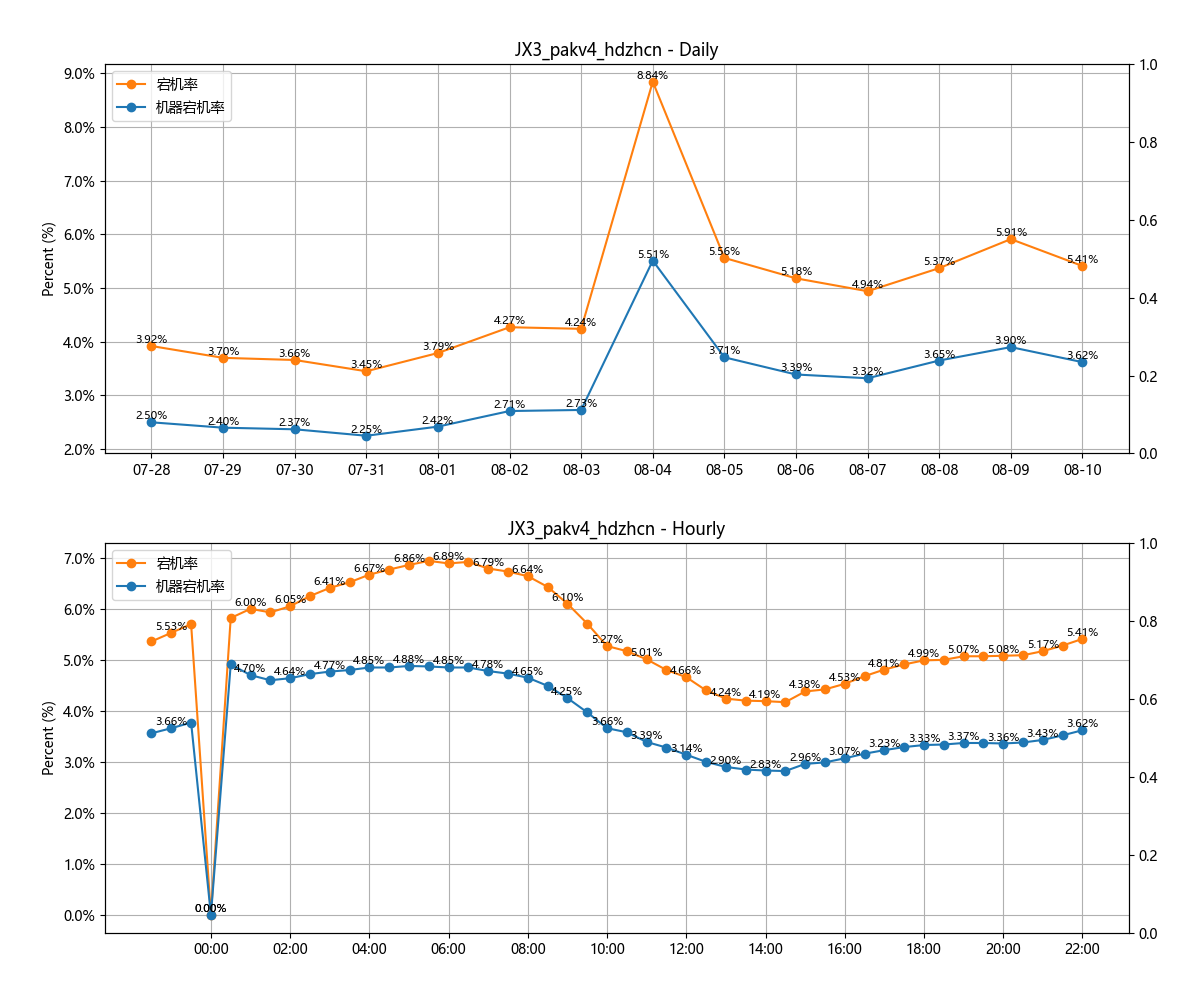 JX3_pakv4_hdzhcn - Daily
宕机率
机器宕机率
Percent (%)
9.0%
8.0%
7.0%
6.0%
5.0%
4.0%
3.0%
2.0%
1.0
0.8
0.6
0.4
0.2
0.0
3.92% 3.70% 3.66% 3.45% 3.79% 4.27% 4.24% 8.84% 5.56% 5.18% 4.94% 5.37% 5.91% 5.41%
2.50% 2.40% 2.37% 2.25% 2.42% 2.71% 2.73% 5.51% 3.71% 3.39% 3.32% 3.65% 3.90% 3.62%
07-28 07-29 07-30 07-31 08-01 08-02 08-03 08-04 08-05 08-06 08-07 08-08 08-09 08-10
JX3_pakv4_hdzhcn - Hourly
宕机率
机器宕机率
Percent (%)
7.0%
6.0%
5.0%
4.0%
3.0%
2.0%
1.0%
0.0%
1.0
0.8
0.6
0.4
0.2
0.0
5.53% 0.00% 6.00% 6.05% 6.41% 6.67% 6.86% 6.89% 6.79% 6.64% 6.10% 5.27% 5.01% 4.66% 4.24% 4.19% 4.38% 4.53% 4.81% 4.99% 5.07% 5.08% 5.17% 5.41%
3.66% 0.00% 4.70% 4.64% 4.77% 4.85% 4.88% 4.85% 4.78% 4.65% 4.25% 3.66% 3.39% 3.14% 2.90% 2.83% 2.96% 3.07% 3.23% 3.33% 3.37% 3.36% 3.43% 3.62%
00:00 02:00 04:00 06:00 08:00 10:00 12:00 14:00 16:00 18:00 20:00 22:00